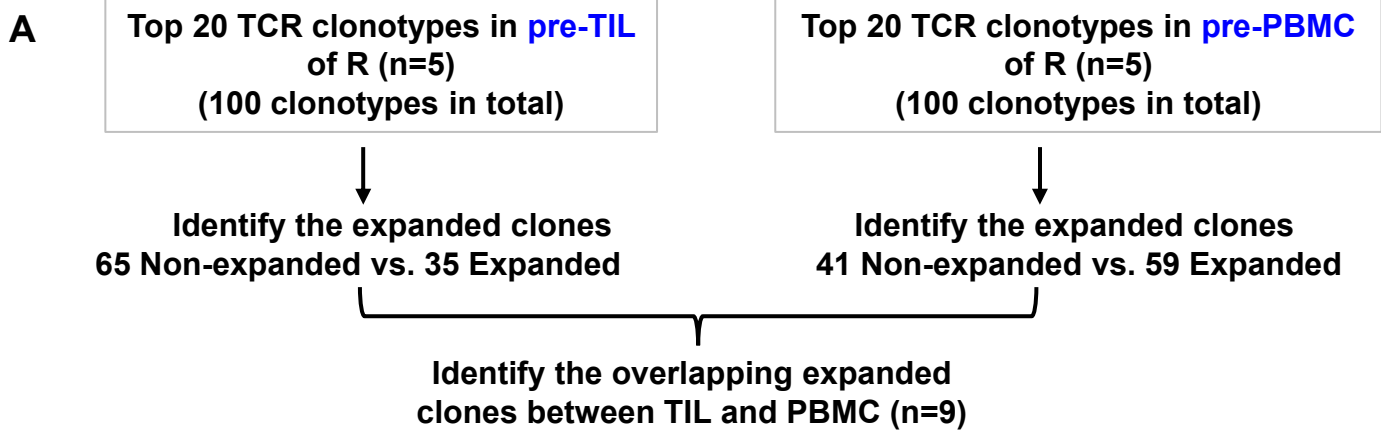 A
Top 20 TCR clonotypes in pre-TIL
of R (n=5)
(100 clonotypes in total)
Top 20 TCR clonotypes in pre-PBMC
of R (n=5)
(100 clonotypes in total)
Identify the expanded clones
65 Non-expanded vs. 35 Expanded
Identify the expanded clones
41 Non-expanded vs. 59 Expanded
Identify the overlapping expanded
clones between TIL and PBMC (n=9)